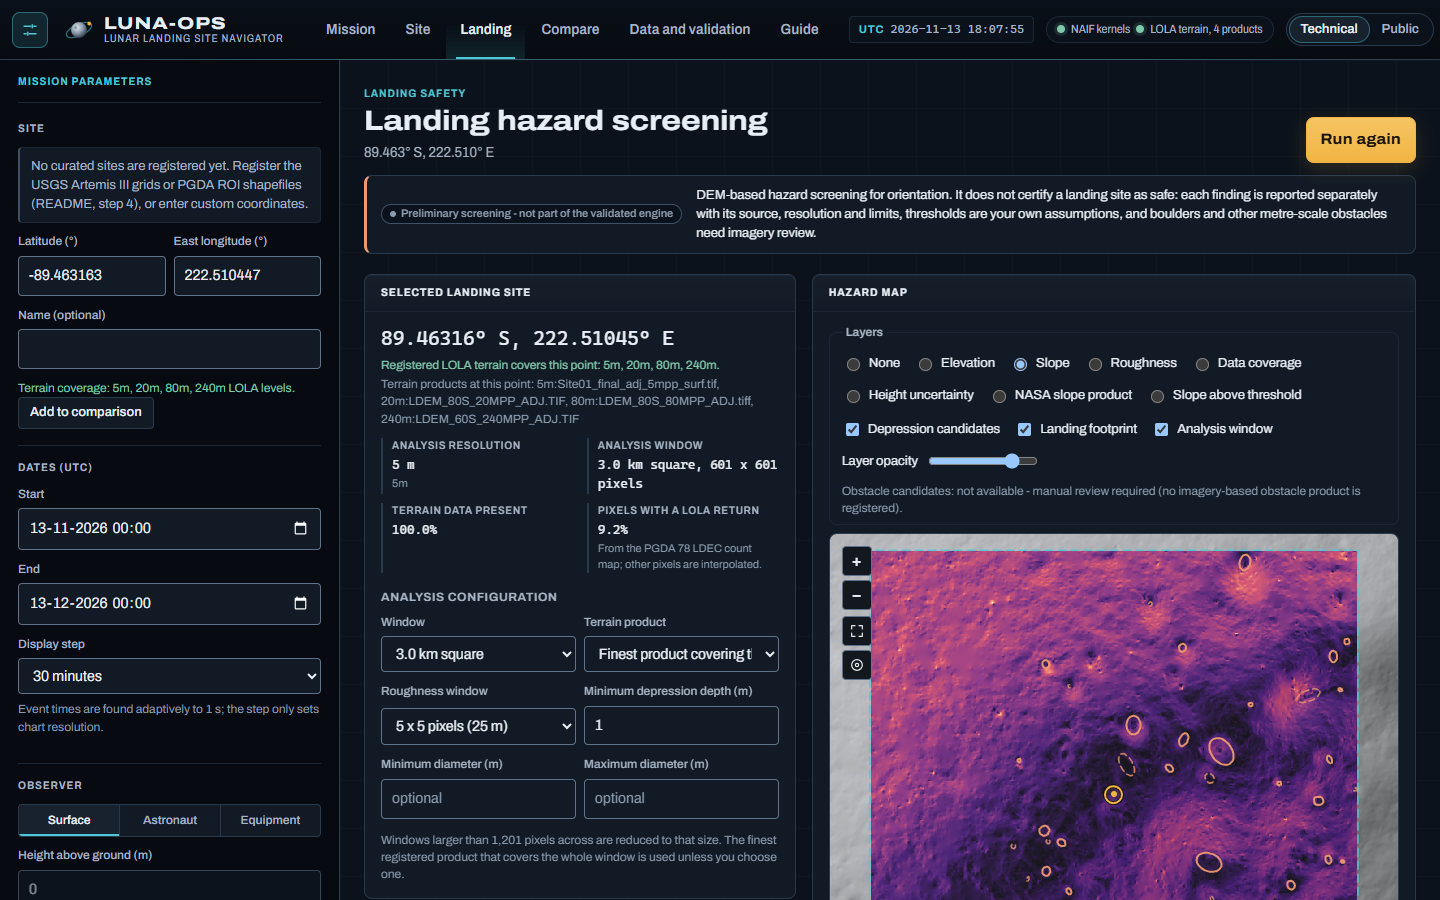 LUNA-OPS
LUNAR LANDING SITE NAVIGATOR
Mission
Site
Landing
Compare
Data and validation
Guide
UTC 2026-11-13 18:07:55
NAIF kernels
LOLA terrain, 4 products
Technical
Public
MISSION PARAMETERS
SITE
No curated sites are registered yet. Register the
USGS Artemis III grids or PGDA ROI shapefiles
(README, step 4), or enter custom coordinates.
Latitude (°)
East longitude (°)
-89.463163
222.510447
Name (optional)
Terrain coverage: 5m, 20m, 80m, 240m LOLA levels.
Add to comparison
DATES (UTC)
Start
13-11-2026 00:00
End
13-12-2026 00:00
Display step
30 minutes
Event times are found adaptively to 1 s; the step only sets
chart resolution.
OBSERVER
Surface
Astronaut
Equipment
Height above ground (m)
0
LANDING SAFETY
Landing hazard screening
89.463° S, 222.510° E
Run again
Preliminary screening - not part of the validated engine
DEM-based hazard screening for orientation. It does not certify a landing site as safe: each finding is reported separately
with its source, resolution and limits, thresholds are your own assumptions, and boulders and other metre-scale obstacles
need imagery review.
SELECTED LANDING SITE
89.46316° S, 222.51045° E
Registered LOLA terrain covers this point: 5m, 20m, 80m, 240m.
Terrain products at this point: 5m:Site01_final_adj_5mpp_surf.tif,
20m:LDEM_80S_20MPP_ADJ.TIF, 80m:LDEM_80S_80MPP_ADJ.tiff,
240m:LDEM_60S_240MPP_ADJ.TIF
ANALYSIS RESOLUTION
5 m
5m
ANALYSIS WINDOW
3.0 km square, 601 x 601
pixels
TERRAIN DATA PRESENT
100.0%
PIXELS WITH A LOLA RETURN
9.2%
From the PGDA 78 LDEC count
map; other pixels are interpolated.
ANALYSIS CONFIGURATION
Window
Terrain product
3.0 km square
Finest product covering t
Roughness window
Minimum depression depth (m)
5 x 5 pixels (25 m)
1
Minimum diameter (m)
Maximum diameter (m)
optional
optional
Windows larger than 1,201 pixels across are reduced to that size. The finest
registered product that covers the whole window is used unless you choose
one.
HAZARD MAP
Layers
None
Elevation
Slope
Roughness
Data coverage
Height uncertainty
NASA slope product
Slope above threshold
Depression candidates
Landing footprint
Analysis window
Layer opacity
Obstacle candidates: not available - manual review required (no imagery-based obstacle product is
registered).
+
−